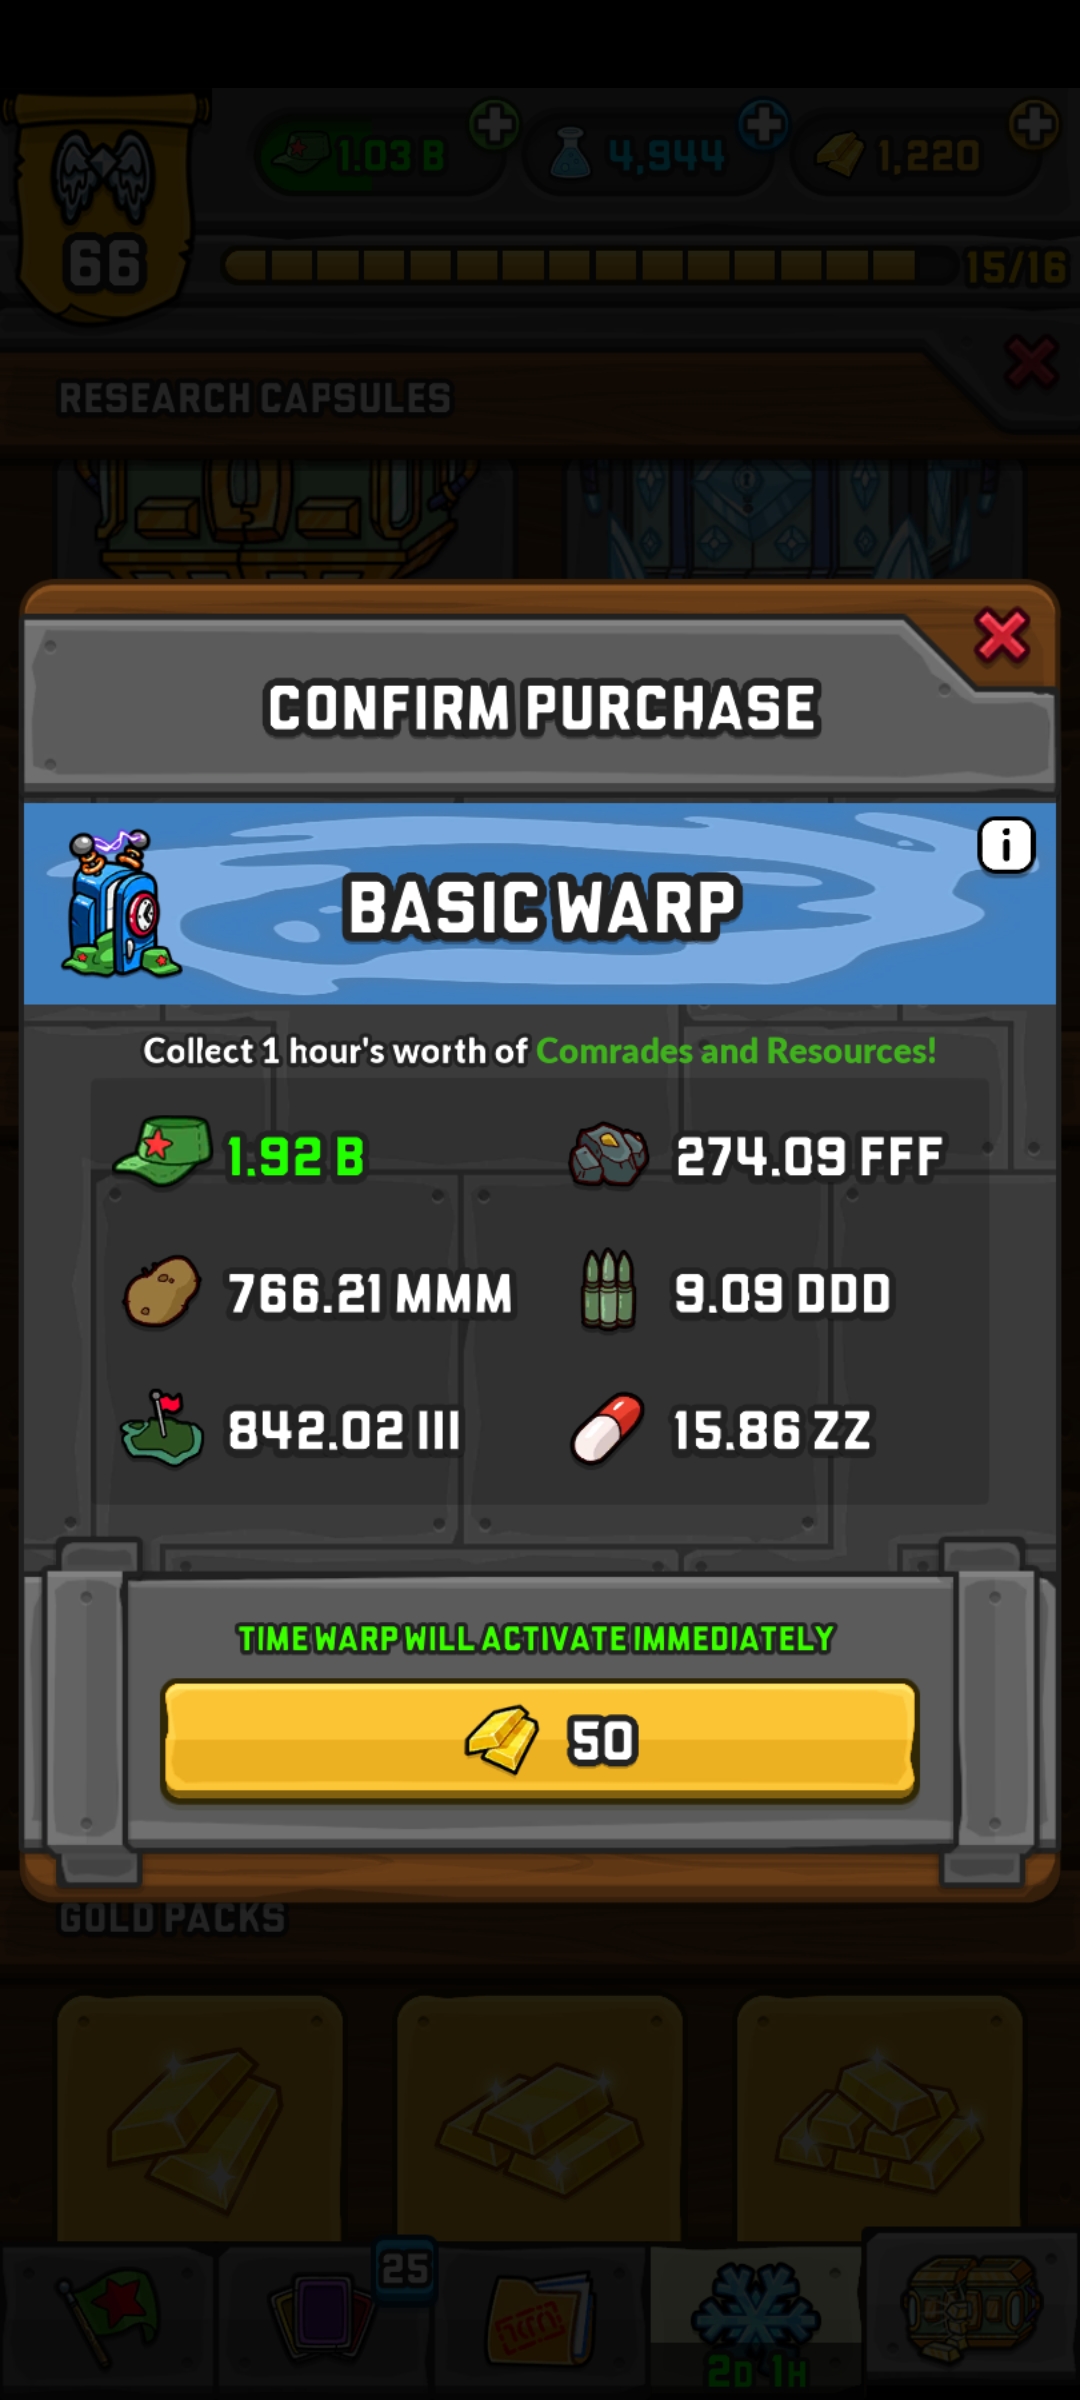 1.03 B
4,944
1,220
66
15/16
RESEARCH CAPSULES
CONFIRM PURCHASE
BASIC WARP
i
Collect 1 hour's worth of Comrades and Resources!
1.92 B
274.09 FFF
766.21 MMM
9.09 DDD
842.02 III
15.86 ZZ
TIME WARP WILL ACTIVATE IMMEDIATELY
50
GOLD PACKS
25
2D 1H